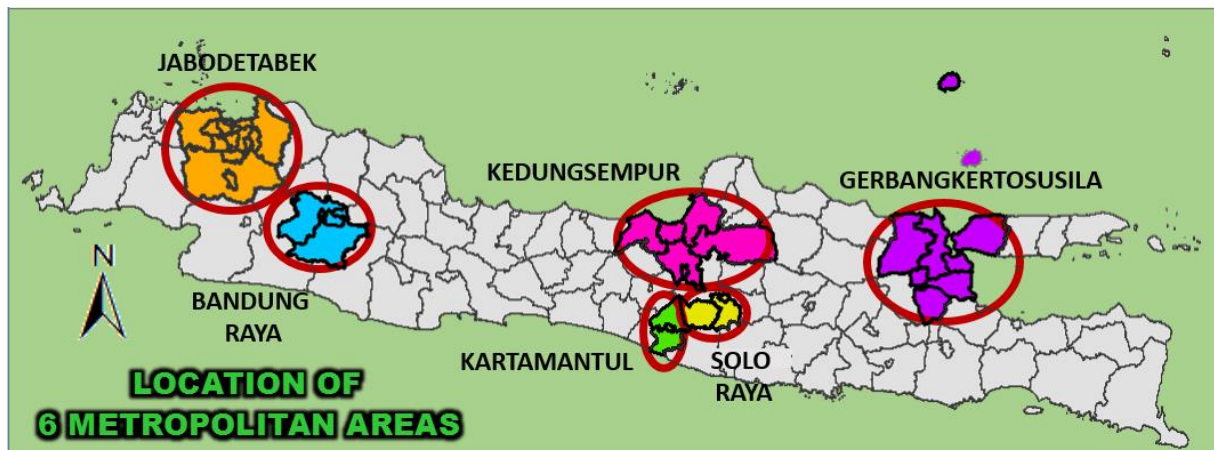 JABODETABEK
KEDUNGSEMPUR
GERBANGKERTOSUSILA
N
BANDUNG
RAYA
KARTAMANTUL
SOLO
RAYA
LOCATION OF
6 METROPOLITAN AREAS